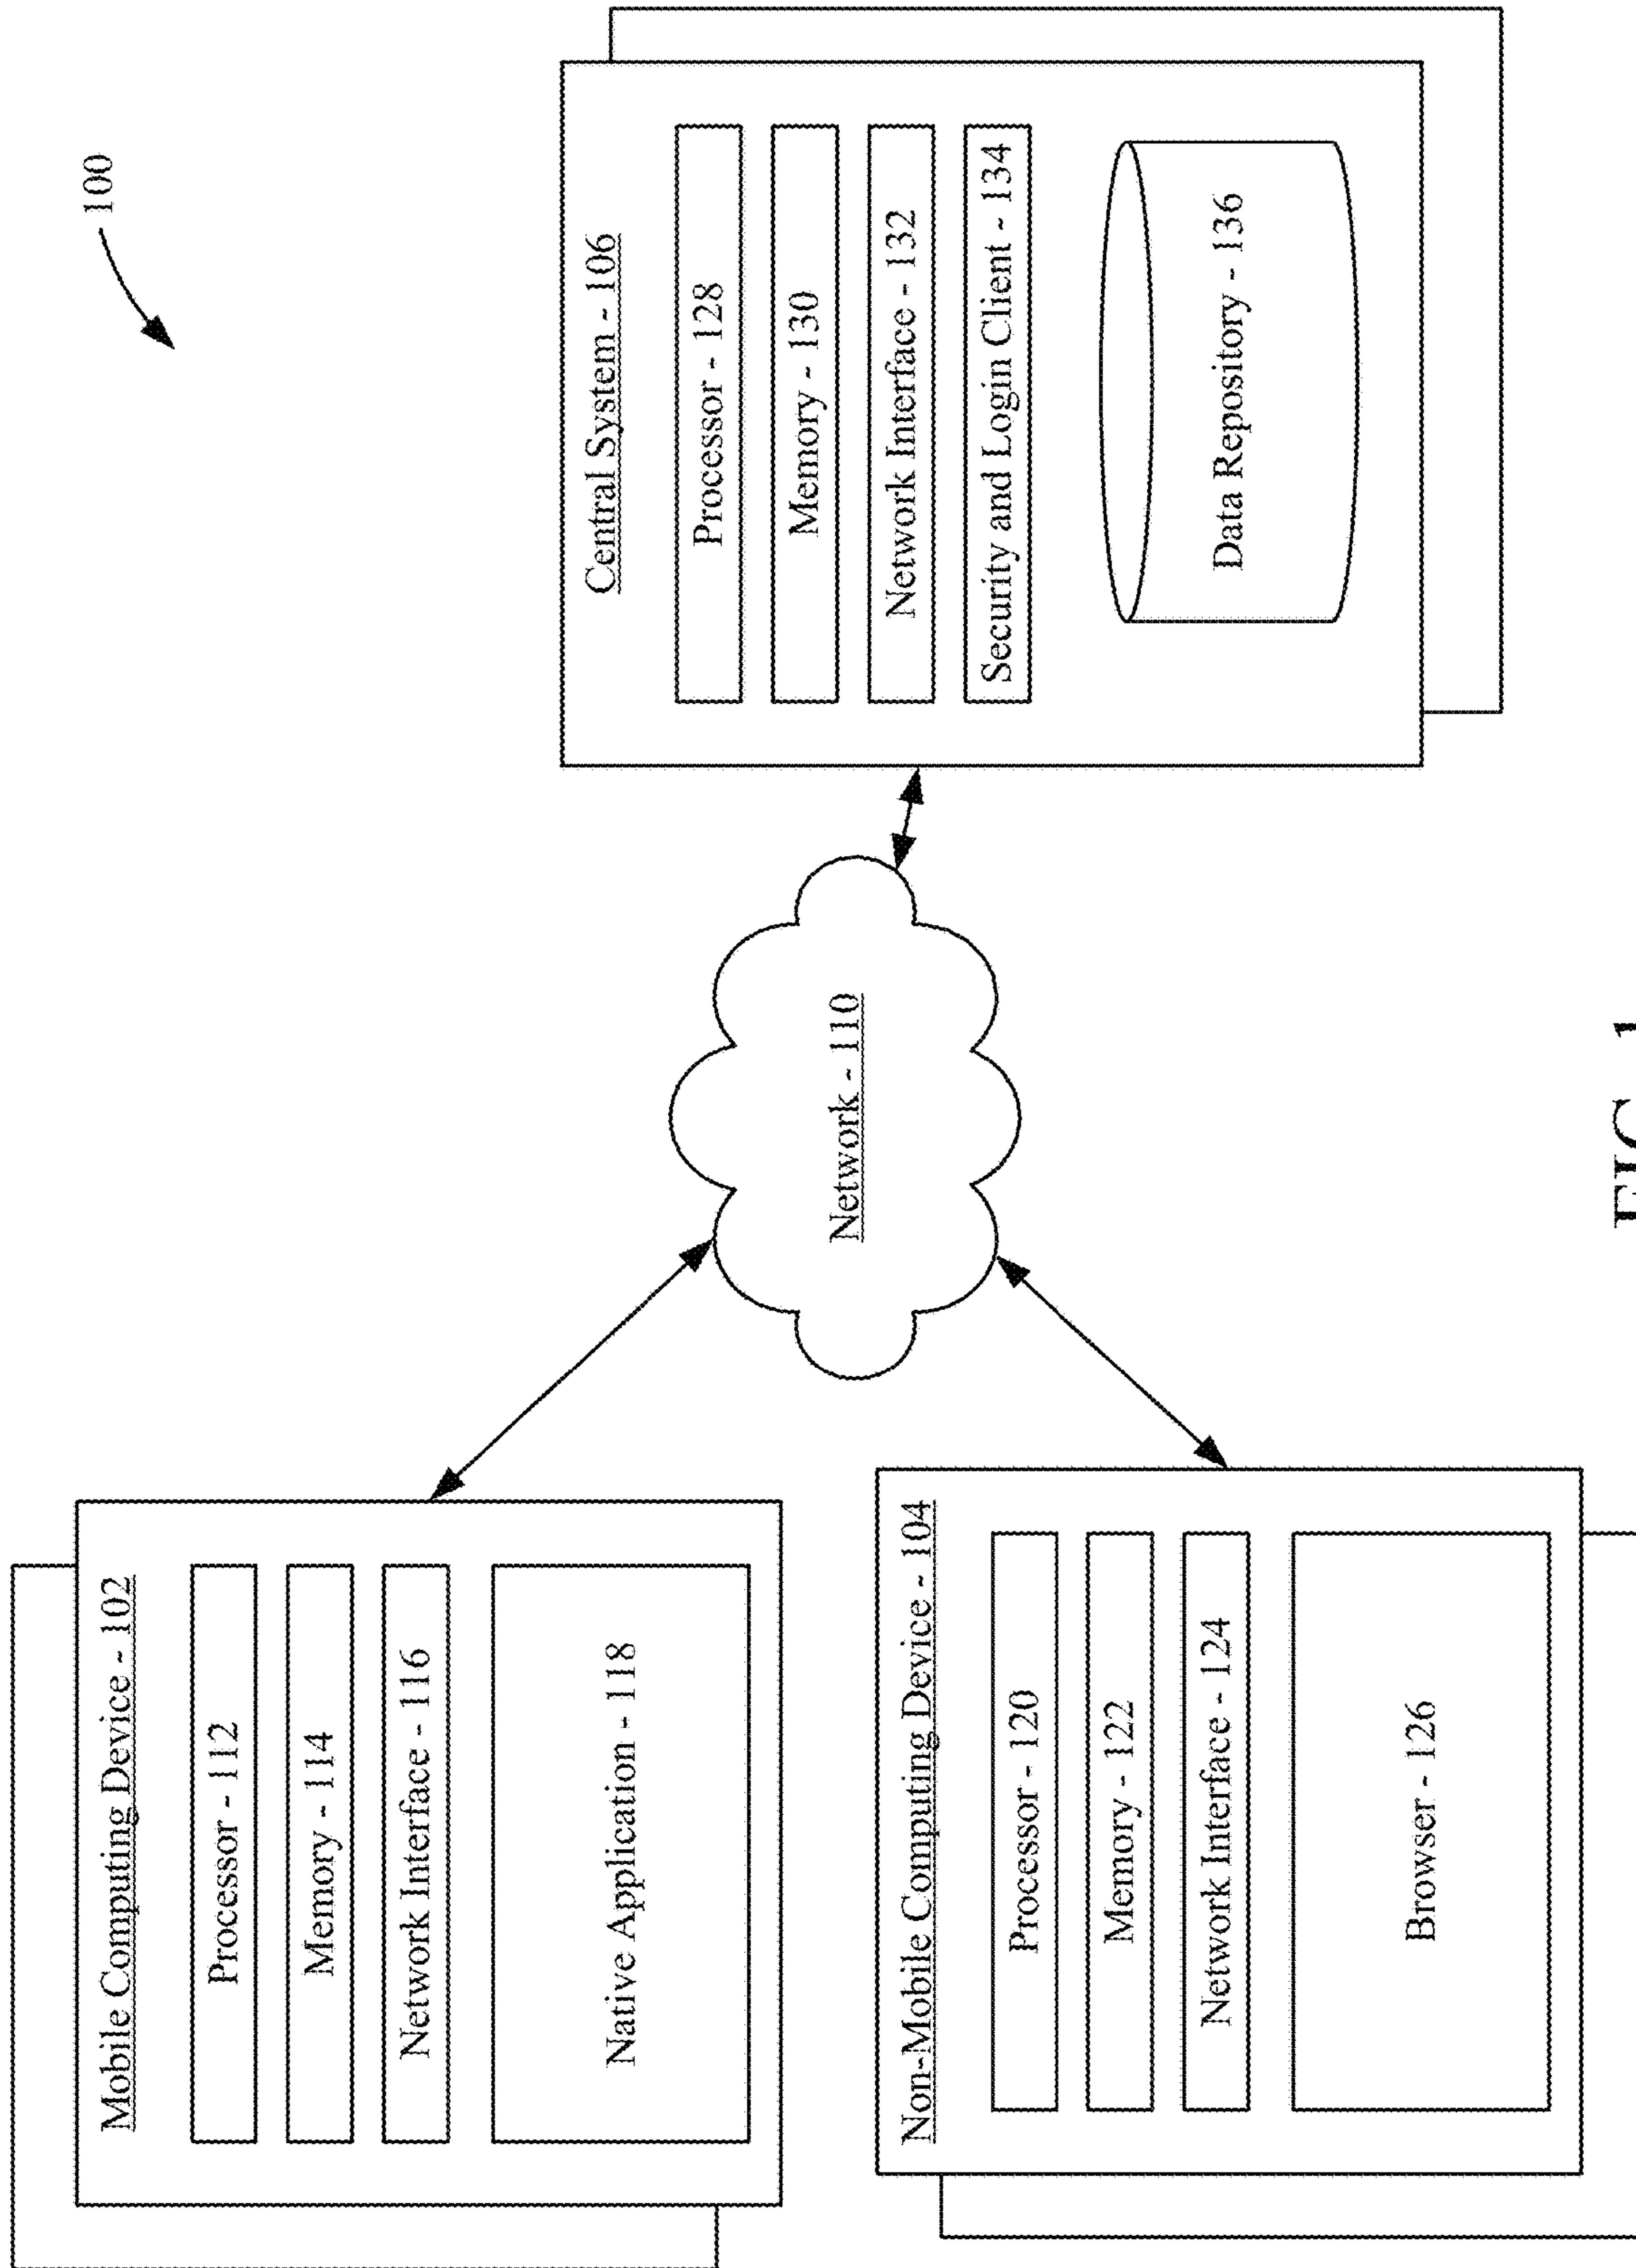 100
Mobile Computing Device - 102
Processor - 112
Memory - 114
Network Interface - 116
Native Application - 118
Non-Mobile Computing Device - 104
Processor - 120
Memory - 122
Network Interface - 124
Browser - 126
Network - 110
Central System - 106
Processor - 128
Memory - 130
Network Interface - 132
Security and Login Client - 134
Data Repository - 136
FIG. 1